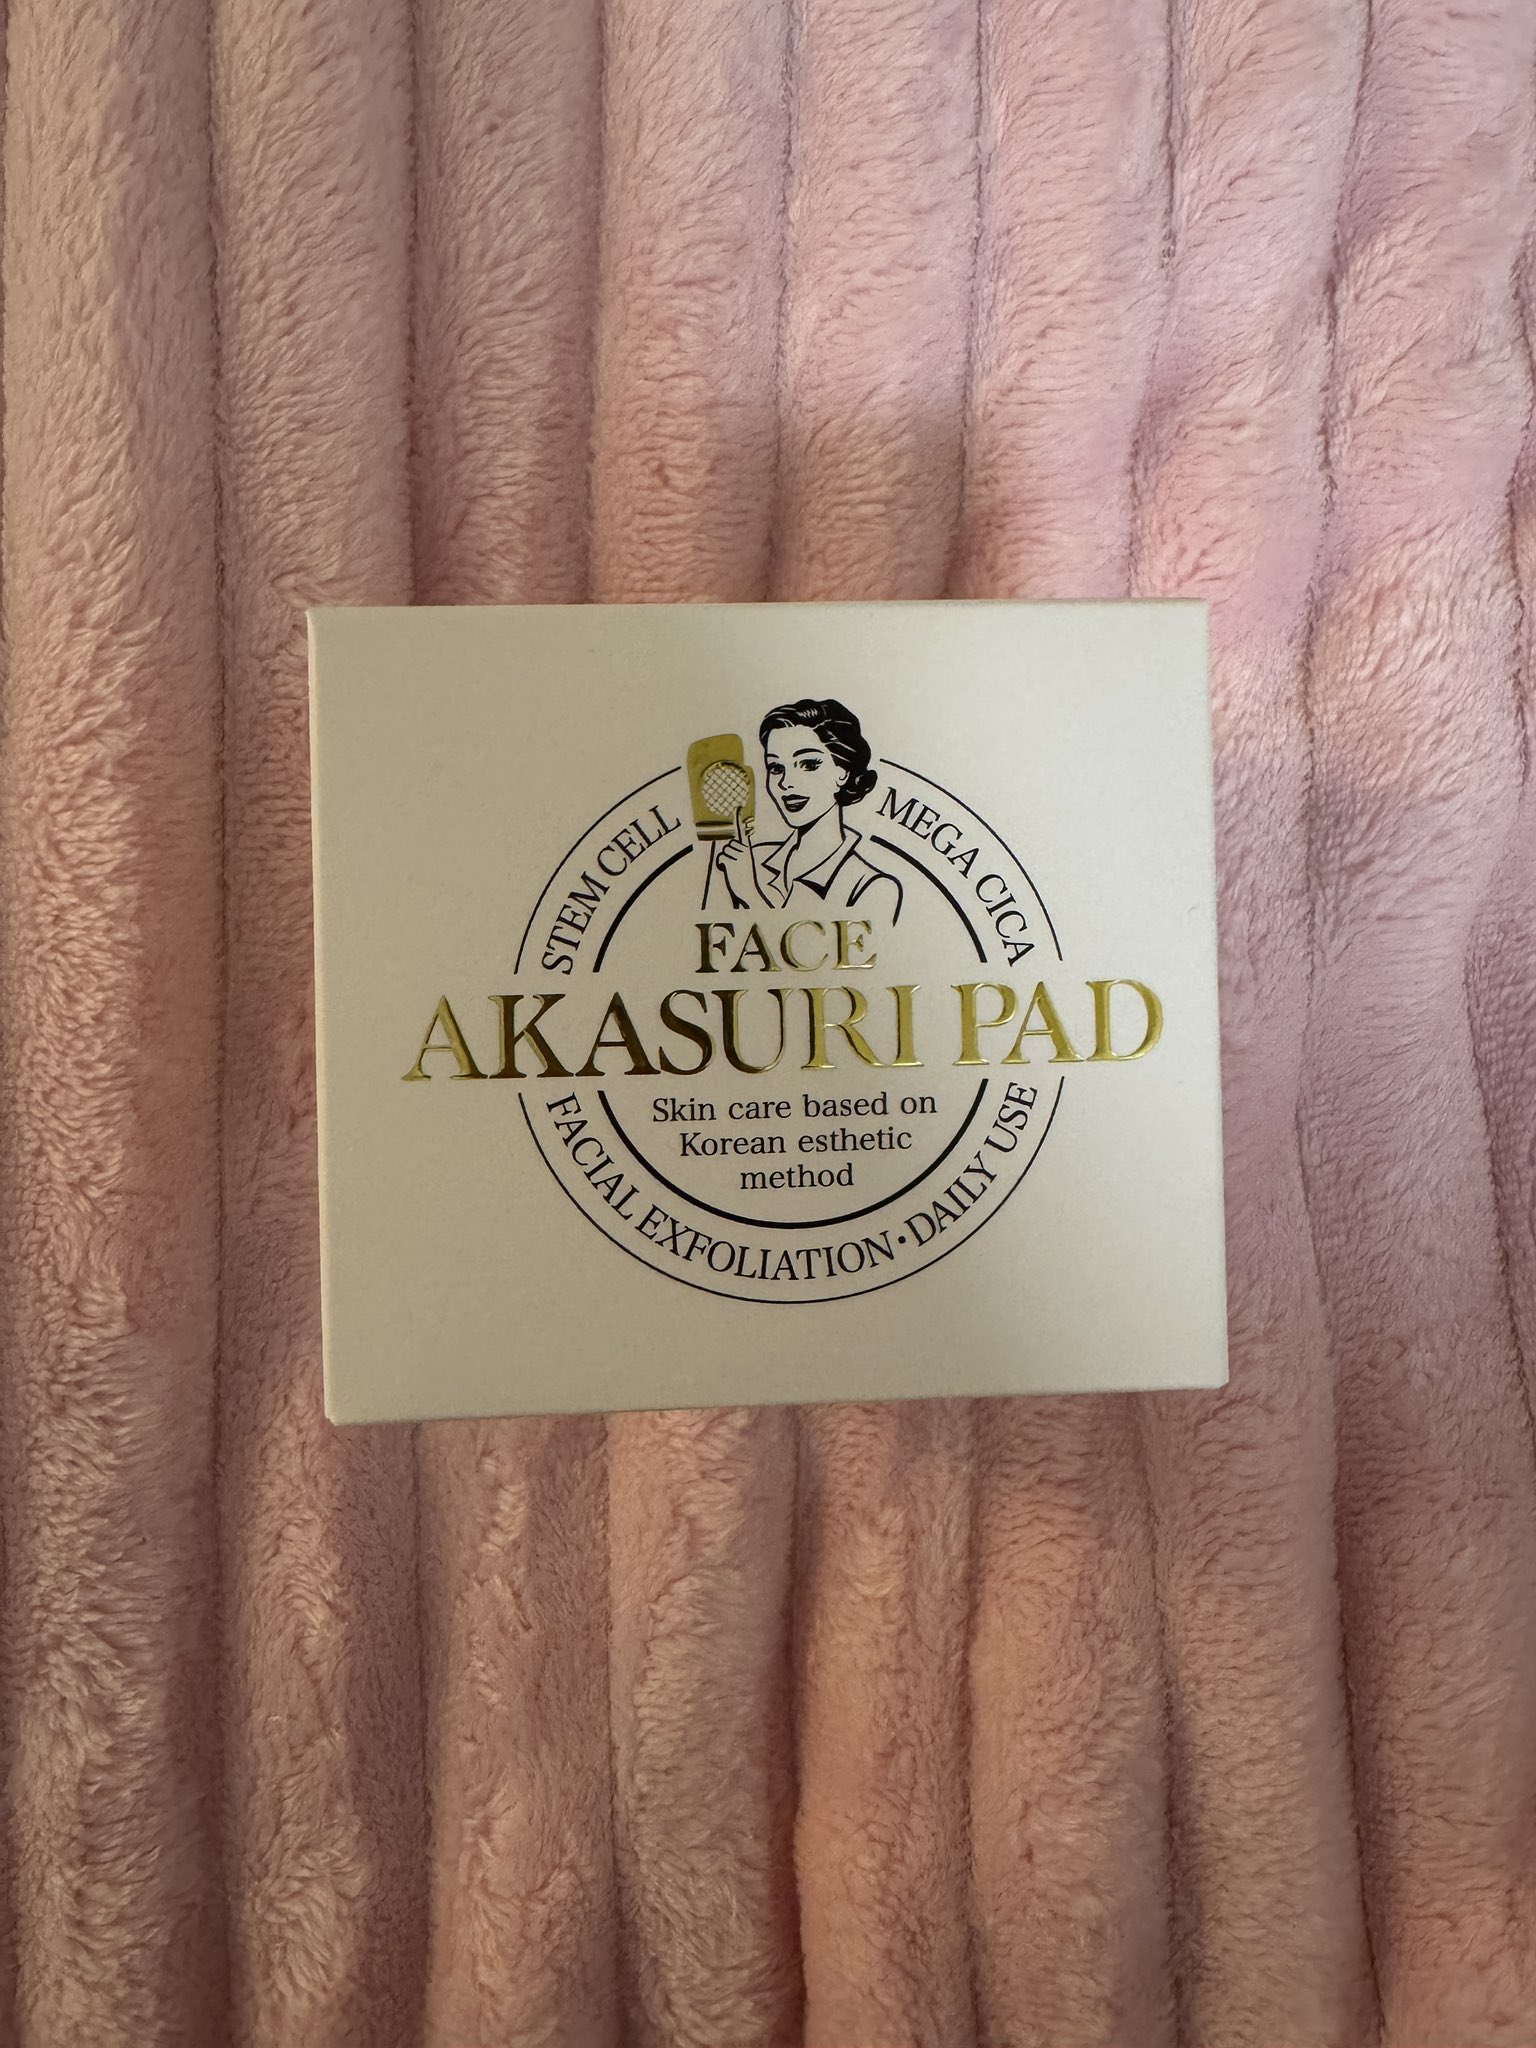 STEM CELL
MEGA CICA
FACE
AKASURI PAD
Skin care based on
Korean esthetic
method
FACIAL EXFOLIATION・DAILY USE